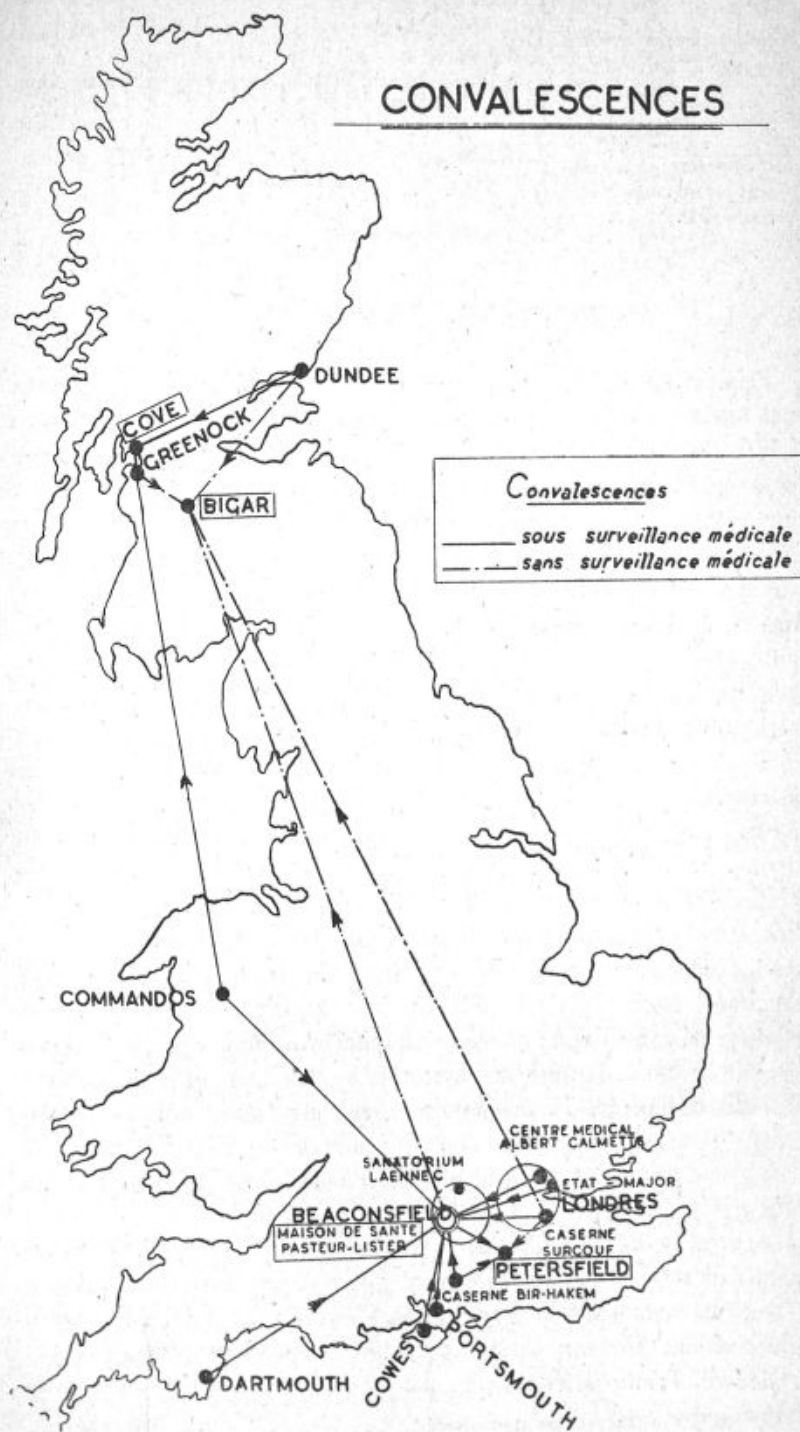 CONVALESCENCES
DUNDEE
COVE
GREENOCK
BIGAR
Convalescences
sous surveillance médicale
sans surveillance médicale
COMMANDOS
CENTRE MEDICAL
ALBERT CALMETTE
SANATORIUM
LAENNEC
ETAT - MAJOR
LONDRES
BEACONSFIELD
MAISON DE SANTE
PASTEUR-LISTER
CASERNE
SURCOUF
PETERSFIELD
CASERNE BIR-HAKEM
PORTSMOUTH
COWES
DARTMOUTH